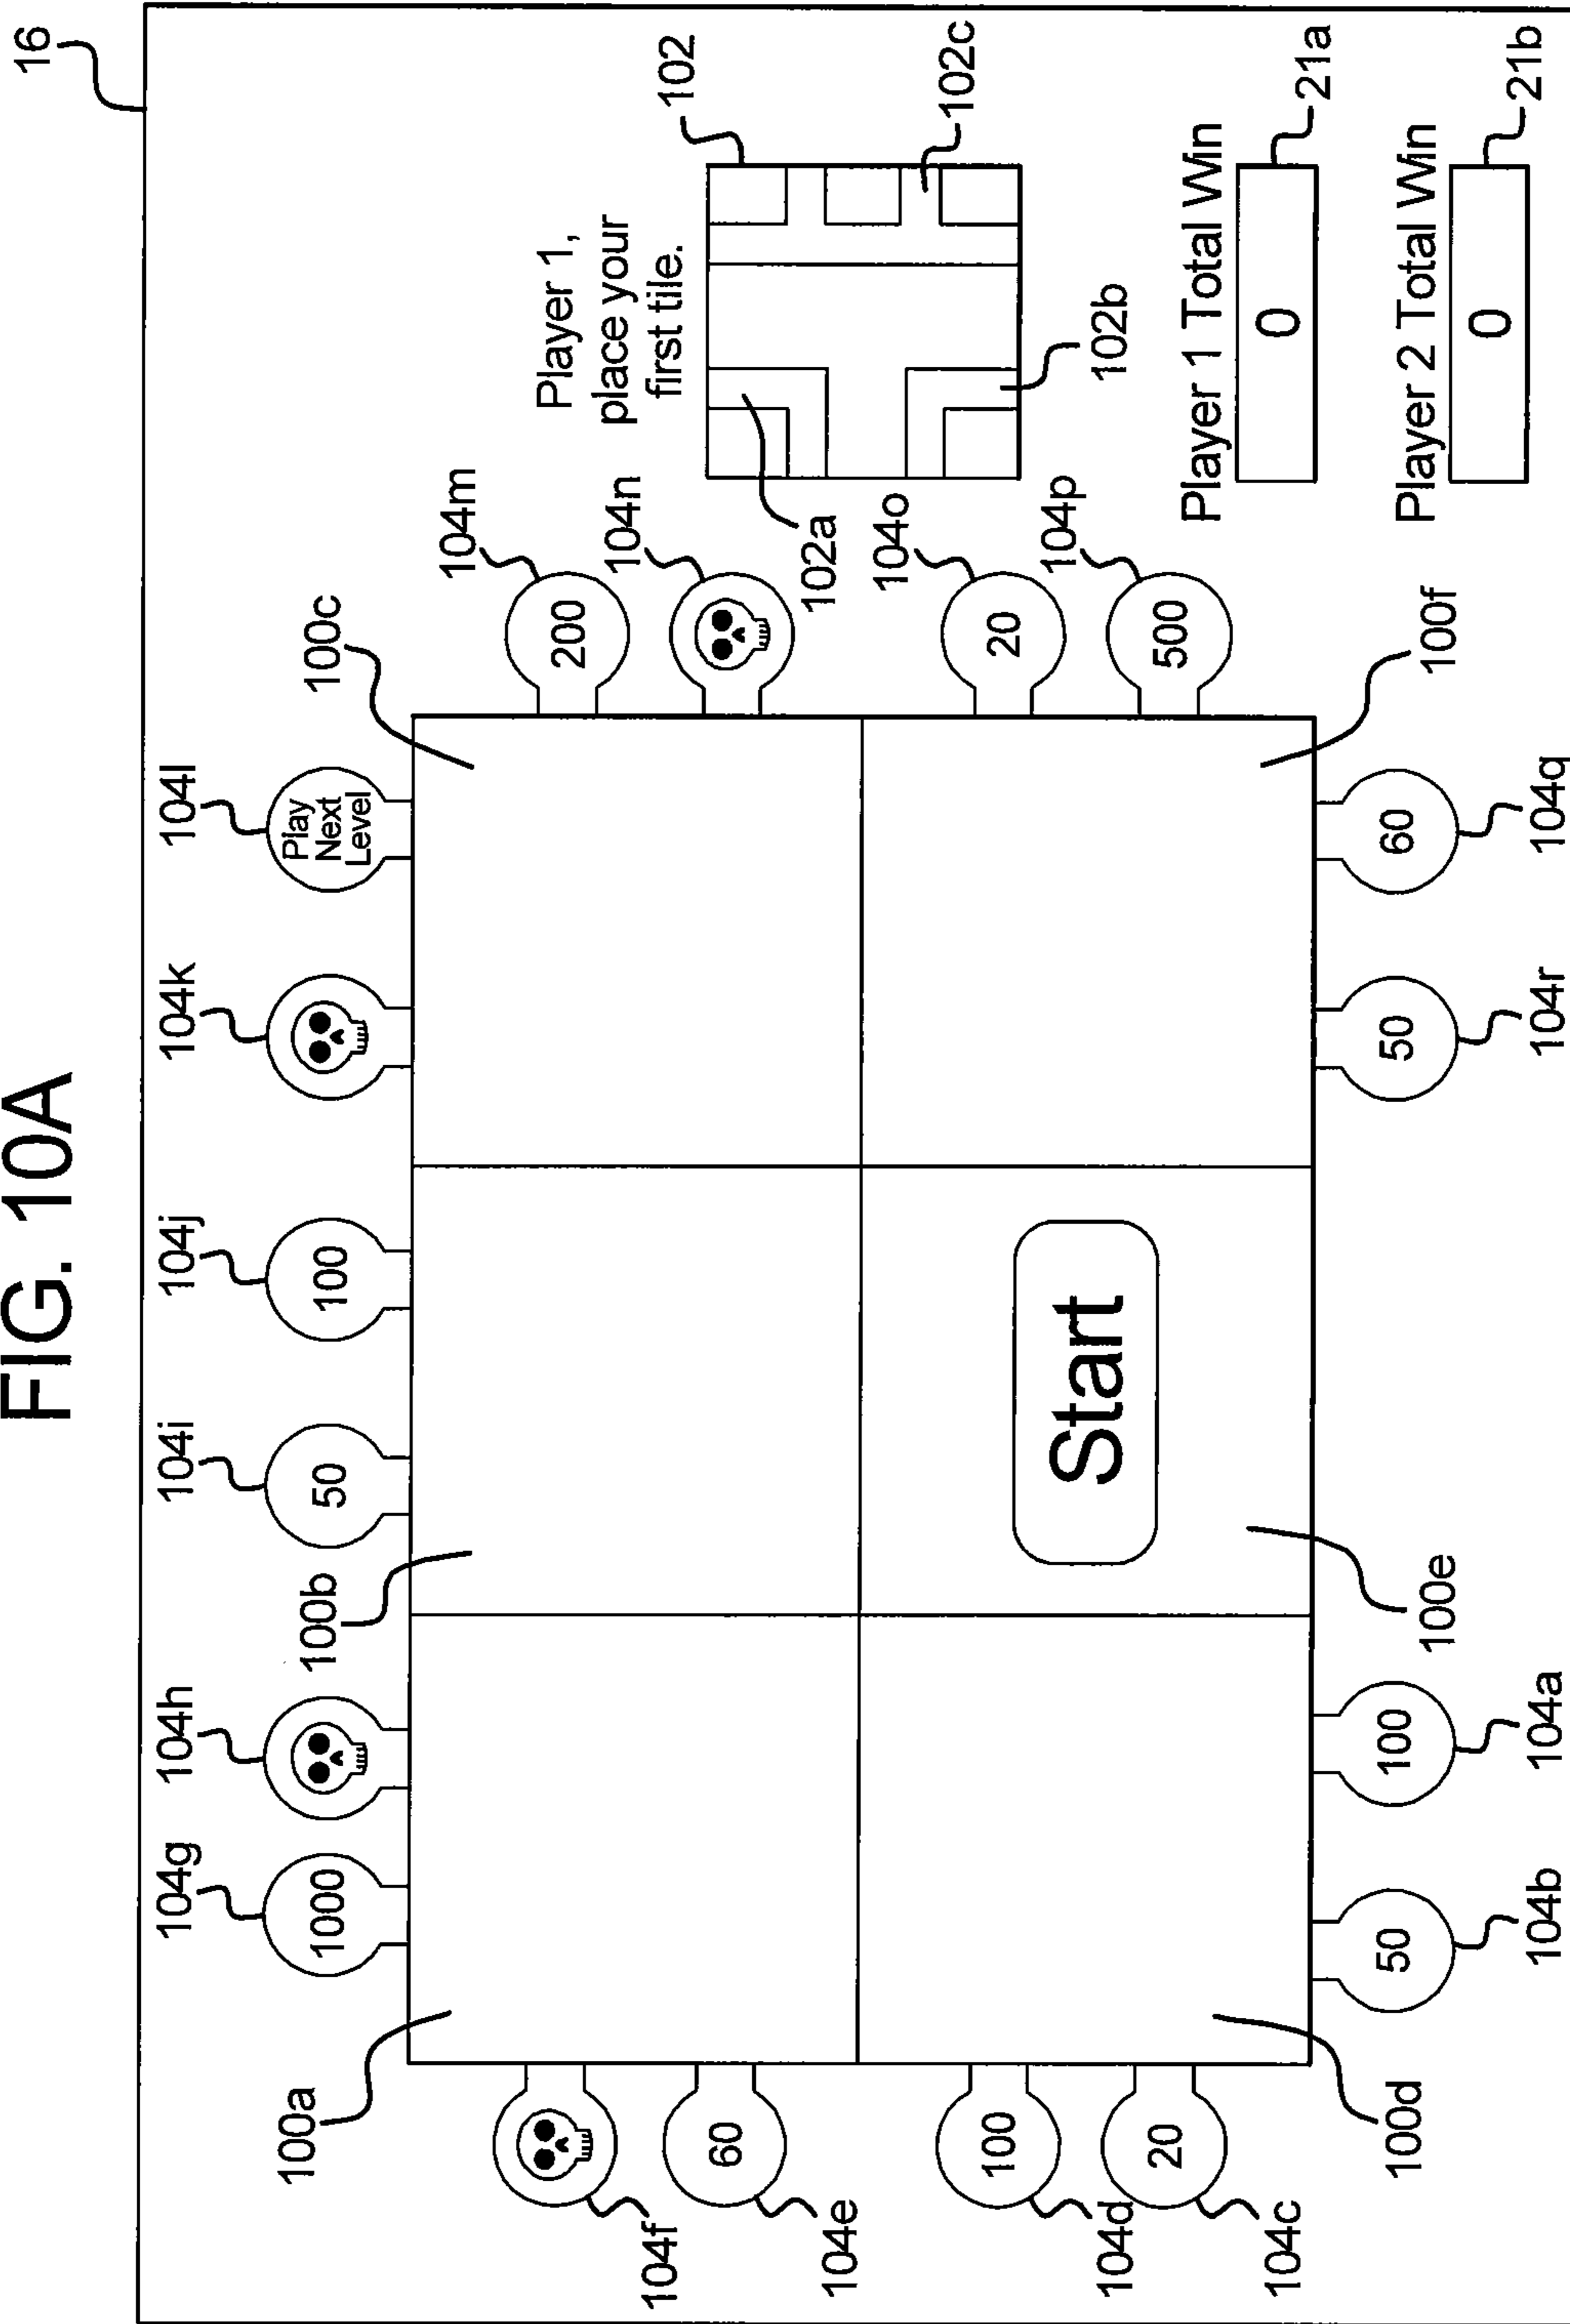 FIG. 10A
16
104g
104h
104i
104j
104k
104l
1000
50
100
Play
Next
Level
100a
100b
100c
104f
60
104e
100
104d
20
104c
Start
200
104m
104n
20
104o
500
104p
Player 1,
place your
first tile.
102
102a
102b
102c
Player 1 Total Win
0
21a
Player 2 Total Win
0
21b
100d
100e
100f
50
100
50
60
104b
104a
104r
104q